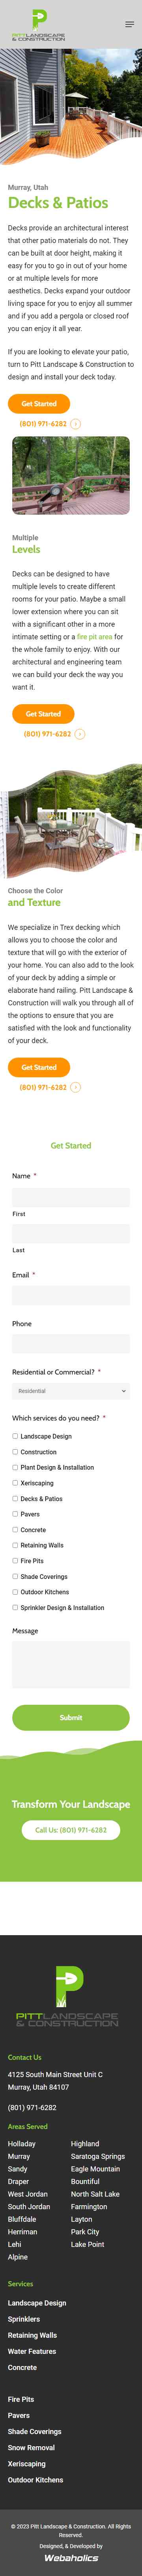 PITTLANDSCAPE
& CONSTRUCTION
Murray, Utah
Decks & Patios
Decks provide an architectural interest
that other patio materials do not. They
can be built at door height, making it
easy for you to go in out of your home
or at multiple levels for more
aesthetics. Decks expand your outdoor
living space for you to enjoy all summer
and if you add a pergola or closed roof
you can enjoy it all year.
If you are looking to elevate your patio,
turn to Pitt Landscape & Construction to
design and install your deck today.
Get Started
(801) 971-6282
Multiple
Levels
Decks can be designed to have
multiple levels to create different
rooms for your patio. Maybe a small
lower extension where you can sit
with a significant other in a more
intimate setting or a fire pit area for
the whole family to enjoy. With our
architectural and engineering team
we can build your deck the way you
want it.
Get Started
(801) 971-6282
Choose the Color
and Texture
We specialize in Trex decking which
allows you to choose the color and
texture that will go with the exterior of
your home. You can also add to the look
of your deck by adding a simple or
elaborate hand railing. Pitt Landscape &
Construction will walk you through all of
the options to ensure that you are
satisfied with the look and functionality
of your deck.
Get Started
(801) 971-6282
Get Started
Name *
First
Last
Email *
Phone
Residential or Commercial? *
Residential
Which services do you need? *
Landscape Design
Construction
Plant Design & Installation
Xeriscaping
Decks & Patios
Pavers
Concrete
Retaining Walls
Fire Pits
Shade Coverings
Outdoor Kitchens
Sprinkler Design & Installation
Message
Submit
Transform Your Landscape
Call Us: (801) 971-6282
PITTLANDSCAPE
& CONSTRUCTION
Contact Us
4125 South Main Street Unit C
Murray, Utah 84107
(801) 971-6282
Areas Served
Holladay
Murray
Sandy
Draper
West Jordan
South Jordan
Bluffdale
Herriman
Lehi
Alpine
Highland
Saratoga Springs
Eagle Mountain
Bountiful
North Salt Lake
Farmington
Layton
Park City
Lake Point
Services
Landscape Design
Sprinklers
Retaining Walls
Water Features
Concrete
Fire Pits
Pavers
Shade Coverings
Snow Removal
Xeriscaping
Outdoor Kitchens
© 2023 Pitt Landscape & Construction. All Rights
Reserved.
Designed, & Developed by
Webaholics